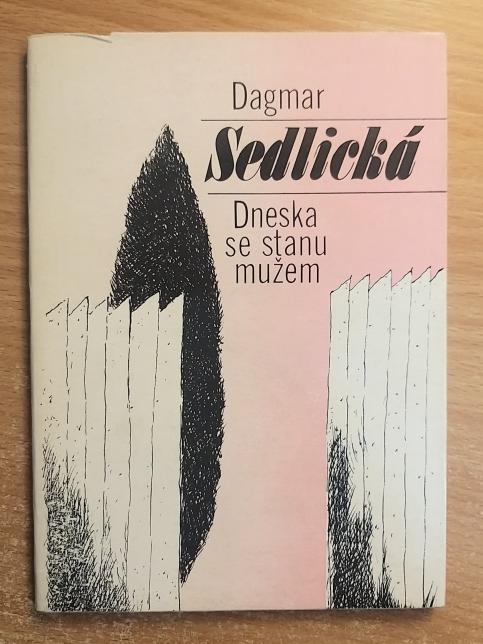 Dagmar
Sedlická
Dneska
se stanu
mužem